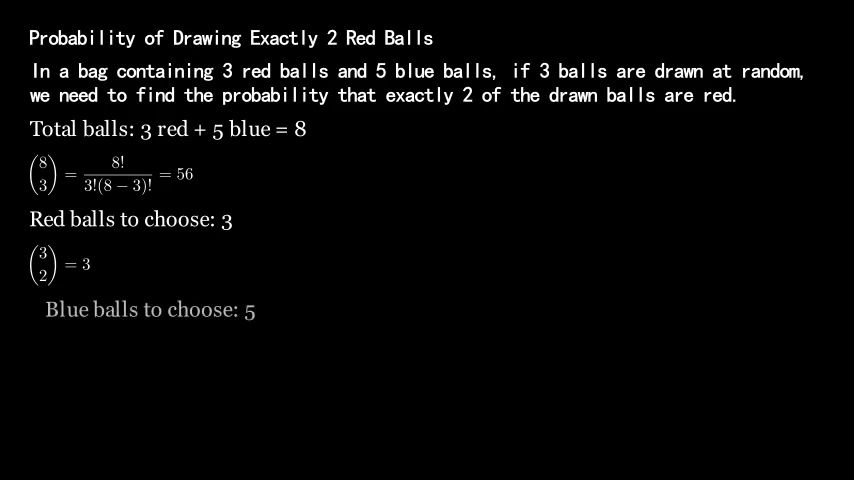 Probability of Drawing Exactly 2 Red Balls
In a bag containing 3 red balls and 5 blue balls, if 3 balls are drawn at random,
we need to find the probability that exactly 2 of the drawn balls are red.
Total balls: 3 red + 5 blue = 8
$\binom{8}{3} = \frac{8!}{3!(8-3)!} = 56$
Red balls to choose: 3
$\binom{3}{2} = 3$
Blue balls to choose: 5